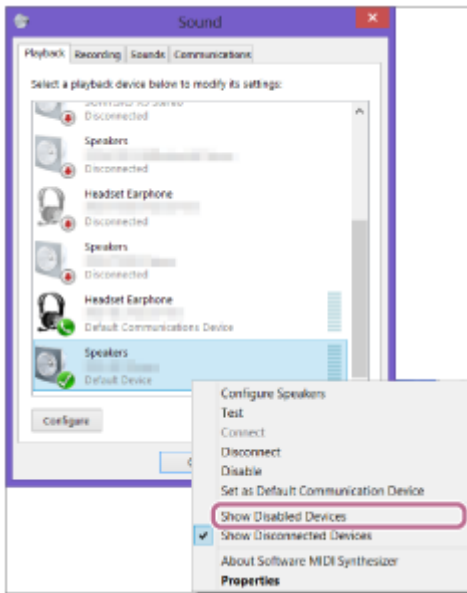 Sound
Playback Recording Sounds Communications
Select a playback device below to modify its settings:
Disconnected
Speakers
Disconnected
Headset Earphone
Disconnected
Speakers
Disconnected
Headset Earphone
Default Communications Device
Speakers
Default Device
Configure
Configure Speakers
Test
Connect
Disconnect
Disable
Set as Default Communication Device
Show Disabled Devices
Show Disconnected Devices
About Software MIDI Synthesizer
Properties